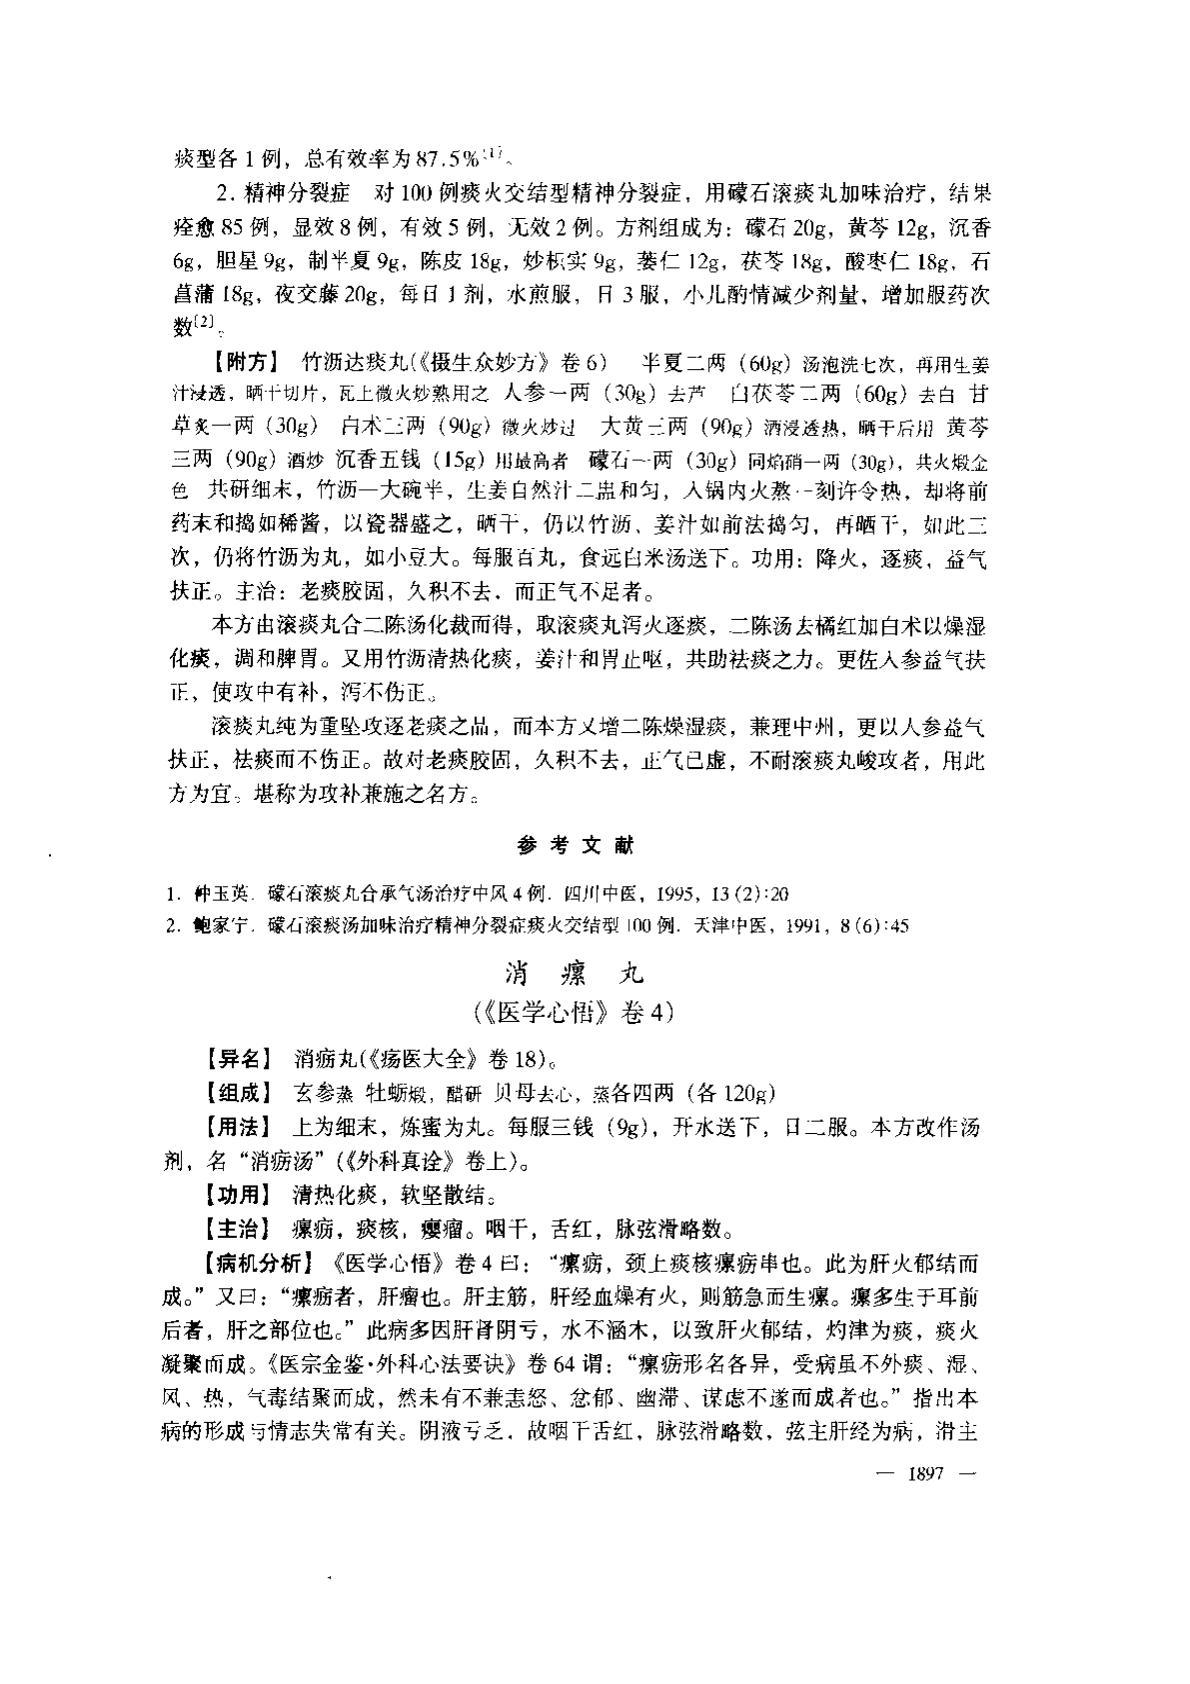 痰型各1例，总有效率为87.5%[1]。
2.精神分裂症 对100例痰火交结型精神分裂症，用礞石滚痰丸加味治疗，结果
痊愈85例，显效8例，有效5例，无效2例。方剂组成为：礞石20g，黄芩12g，沉香
6g，胆星9g，制半夏9g，陈皮18g，炒枳实9g，蒌仁12g，茯苓18g，酸枣仁18g，石
菖蒲18g，夜交藤20g，每日1剂，水煎服，日3服，小儿酌情减少剂量，增加服药次
数[2]。
【附方】 竹沥达痰丸(《摄生众妙方》卷6) 半夏二两（60g）汤泡洗七次，再用生姜
汁浸透，晒干切片，瓦上微火炒熟用之 人参一两（30g）去芦 白茯苓二两（60g）去白 甘
草炙一两（30g） 白术三两（90g）微火炒过 大黄三两（90g）酒浸透热，晒干后用 黄芩
三两（90g）酒炒 沉香五钱（15g）用最高者 礞石一两（30g）同焰硝一两（30g），共火煅金
色 共研细末，竹沥一大碗半，生姜自然汁二盅和匀，入锅内火熬一刻许令热，却将前
药末和捣如稀酱，以瓷器盛之，晒干，仍以竹沥、姜汁如前法捣匀，再晒干，如此三
次，仍将竹沥为丸，如小豆大。每服百丸，食远白米汤送下。功用：降火，逐痰，益气
扶正。主治：老痰胶固，久积不去，而正气不足者。
本方由滚痰丸合二陈汤化裁而得，取滚痰丸泻火逐痰，二陈汤去橘红加白术以燥湿
化痰，调和脾胃。又用竹沥清热化痰，姜汁和胃止呕，共助祛痰之力。更佐人参益气扶
正，使攻中有补，泻不伤正。
滚痰丸纯为重坠攻逐老痰之品，而本方又增二陈燥湿痰，兼理中州，更以人参益气
扶正，祛痰而不伤正。故对老痰胶固，久积不去，正气已虚，不耐滚痰丸峻攻者，用此
方为宜。堪称为攻补兼施之名方。
参考文献
1. 仲玉英. 礞石滚痰丸合承气汤治疗中风4例. 四川中医，1995，13(2):20
2. 鲍家宁. 礞石滚痰汤加味治疗精神分裂症痰火交结型100例. 天津中医，1991，8(6):45
消瘰丸
(《医学心悟》卷4)
【异名】 消疬丸(《疡医大全》卷18)。
【组成】 玄参蒸 牡蛎煅，醋研 贝母去心，蒸各四两（各120g）
【用法】 上为细末，炼蜜为丸。每服三钱（9g），开水送下，日二服。本方改作汤
剂，名“消疬汤”(《外科真诠》卷上)。
【功用】 清热化痰，软坚散结。
【主治】 瘰疬，痰核，瘿瘤。咽干，舌红，脉弦滑略数。
【病机分析】《医学心悟》卷4曰：“瘰疬，颈上痰核瘰疬串也。此为肝火郁结而
成。”又曰：“瘰疬者，肝瘤也。肝主筋，肝经血燥有火，则筋急而生瘰。瘰多生于耳前
后者，肝之部位也。”此病多因肝肾阴亏，水不涵木，以致肝火郁结，灼津为痰，痰火
凝聚而成。《医宗金鉴·外科心法要诀》卷64谓：“瘰疬形名各异，受病虽不外痰、湿、
风、热，气毒结聚而成，然未有不兼恚怒、忿郁、幽滞、谋虑不遂而成者也。”指出本
病的形成与情志失常有关。阴液亏乏，故咽干舌红，脉弦滑略数，弦主肝经为病，滑主
— 1897 —